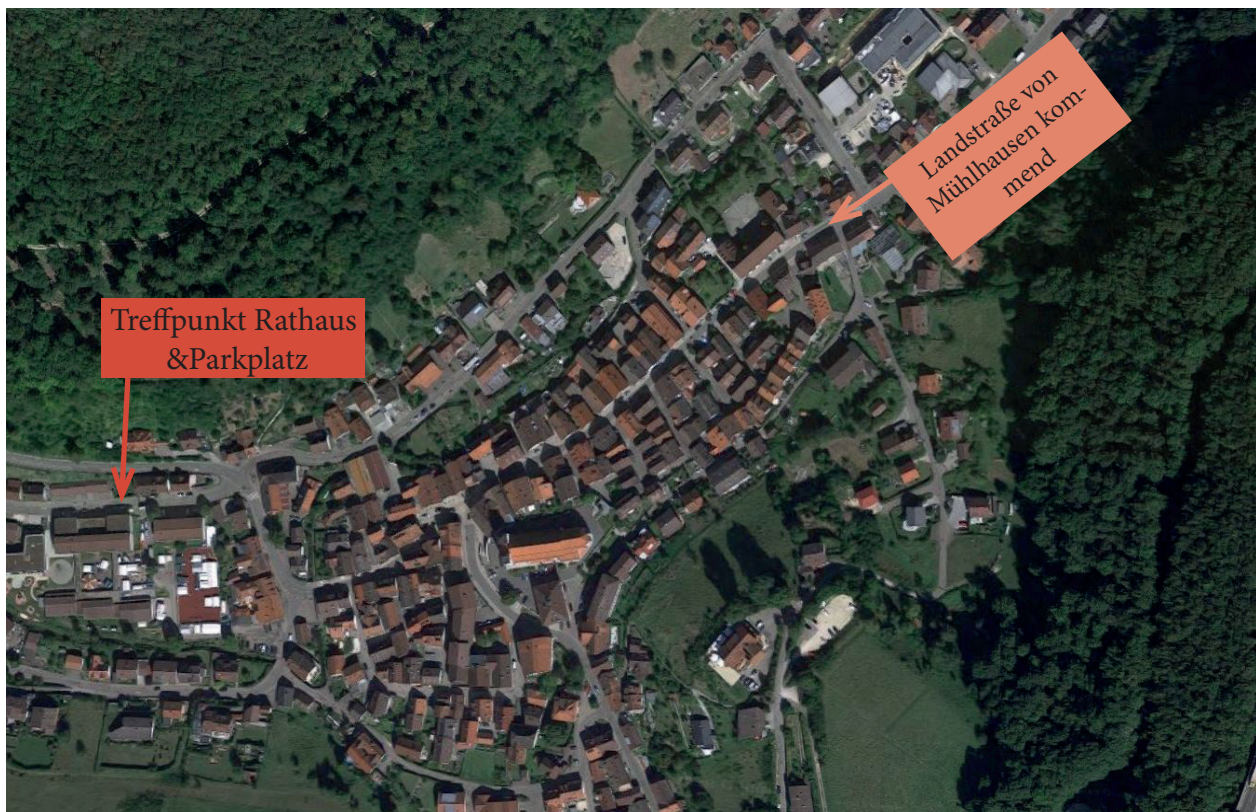 Landstraße von
Mühlhausen kom-
mend
Treffpunkt Rathaus
&Parkplatz